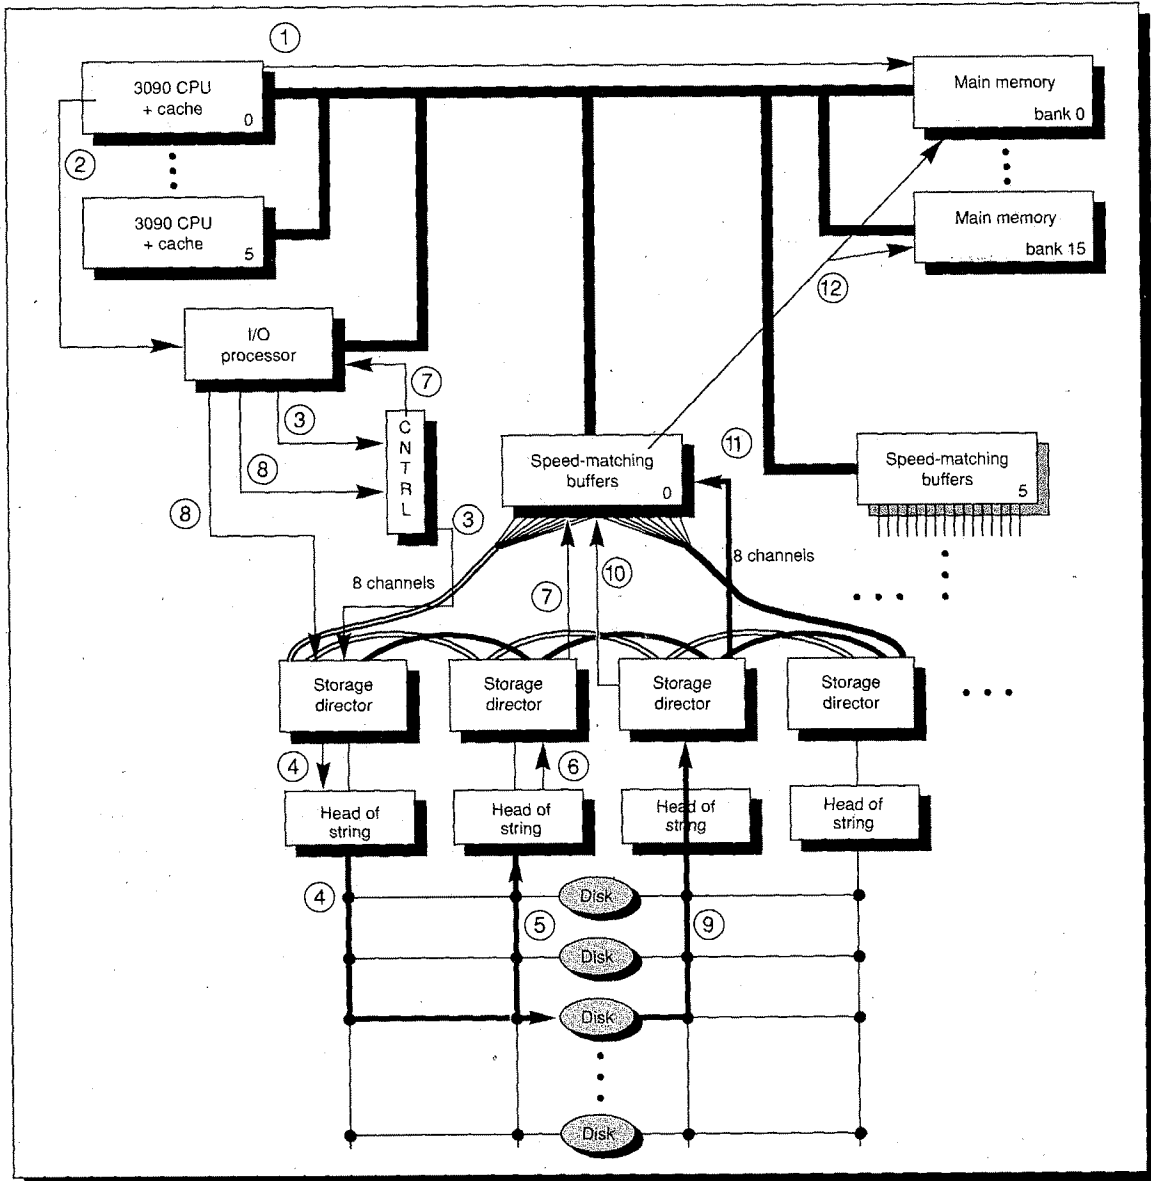 1
3090 CPU
+ cache
0
Main memory
bank 0
2
3090 CPU
+ cache
5
Main memory
bank 15
12
I/O
processor
7
3
C
N
T
R
L
8
8
3
Speed-matching
buffers
0
11
Speed-matching
buffers
5
8 channels
10
7
8 channels
Storage
director
Storage
director
Storage
director
Storage
director
4
6
Head of
string
Head of
string
Head of
string
Head of
string
4
5
9
Disk
Disk
Disk
Disk